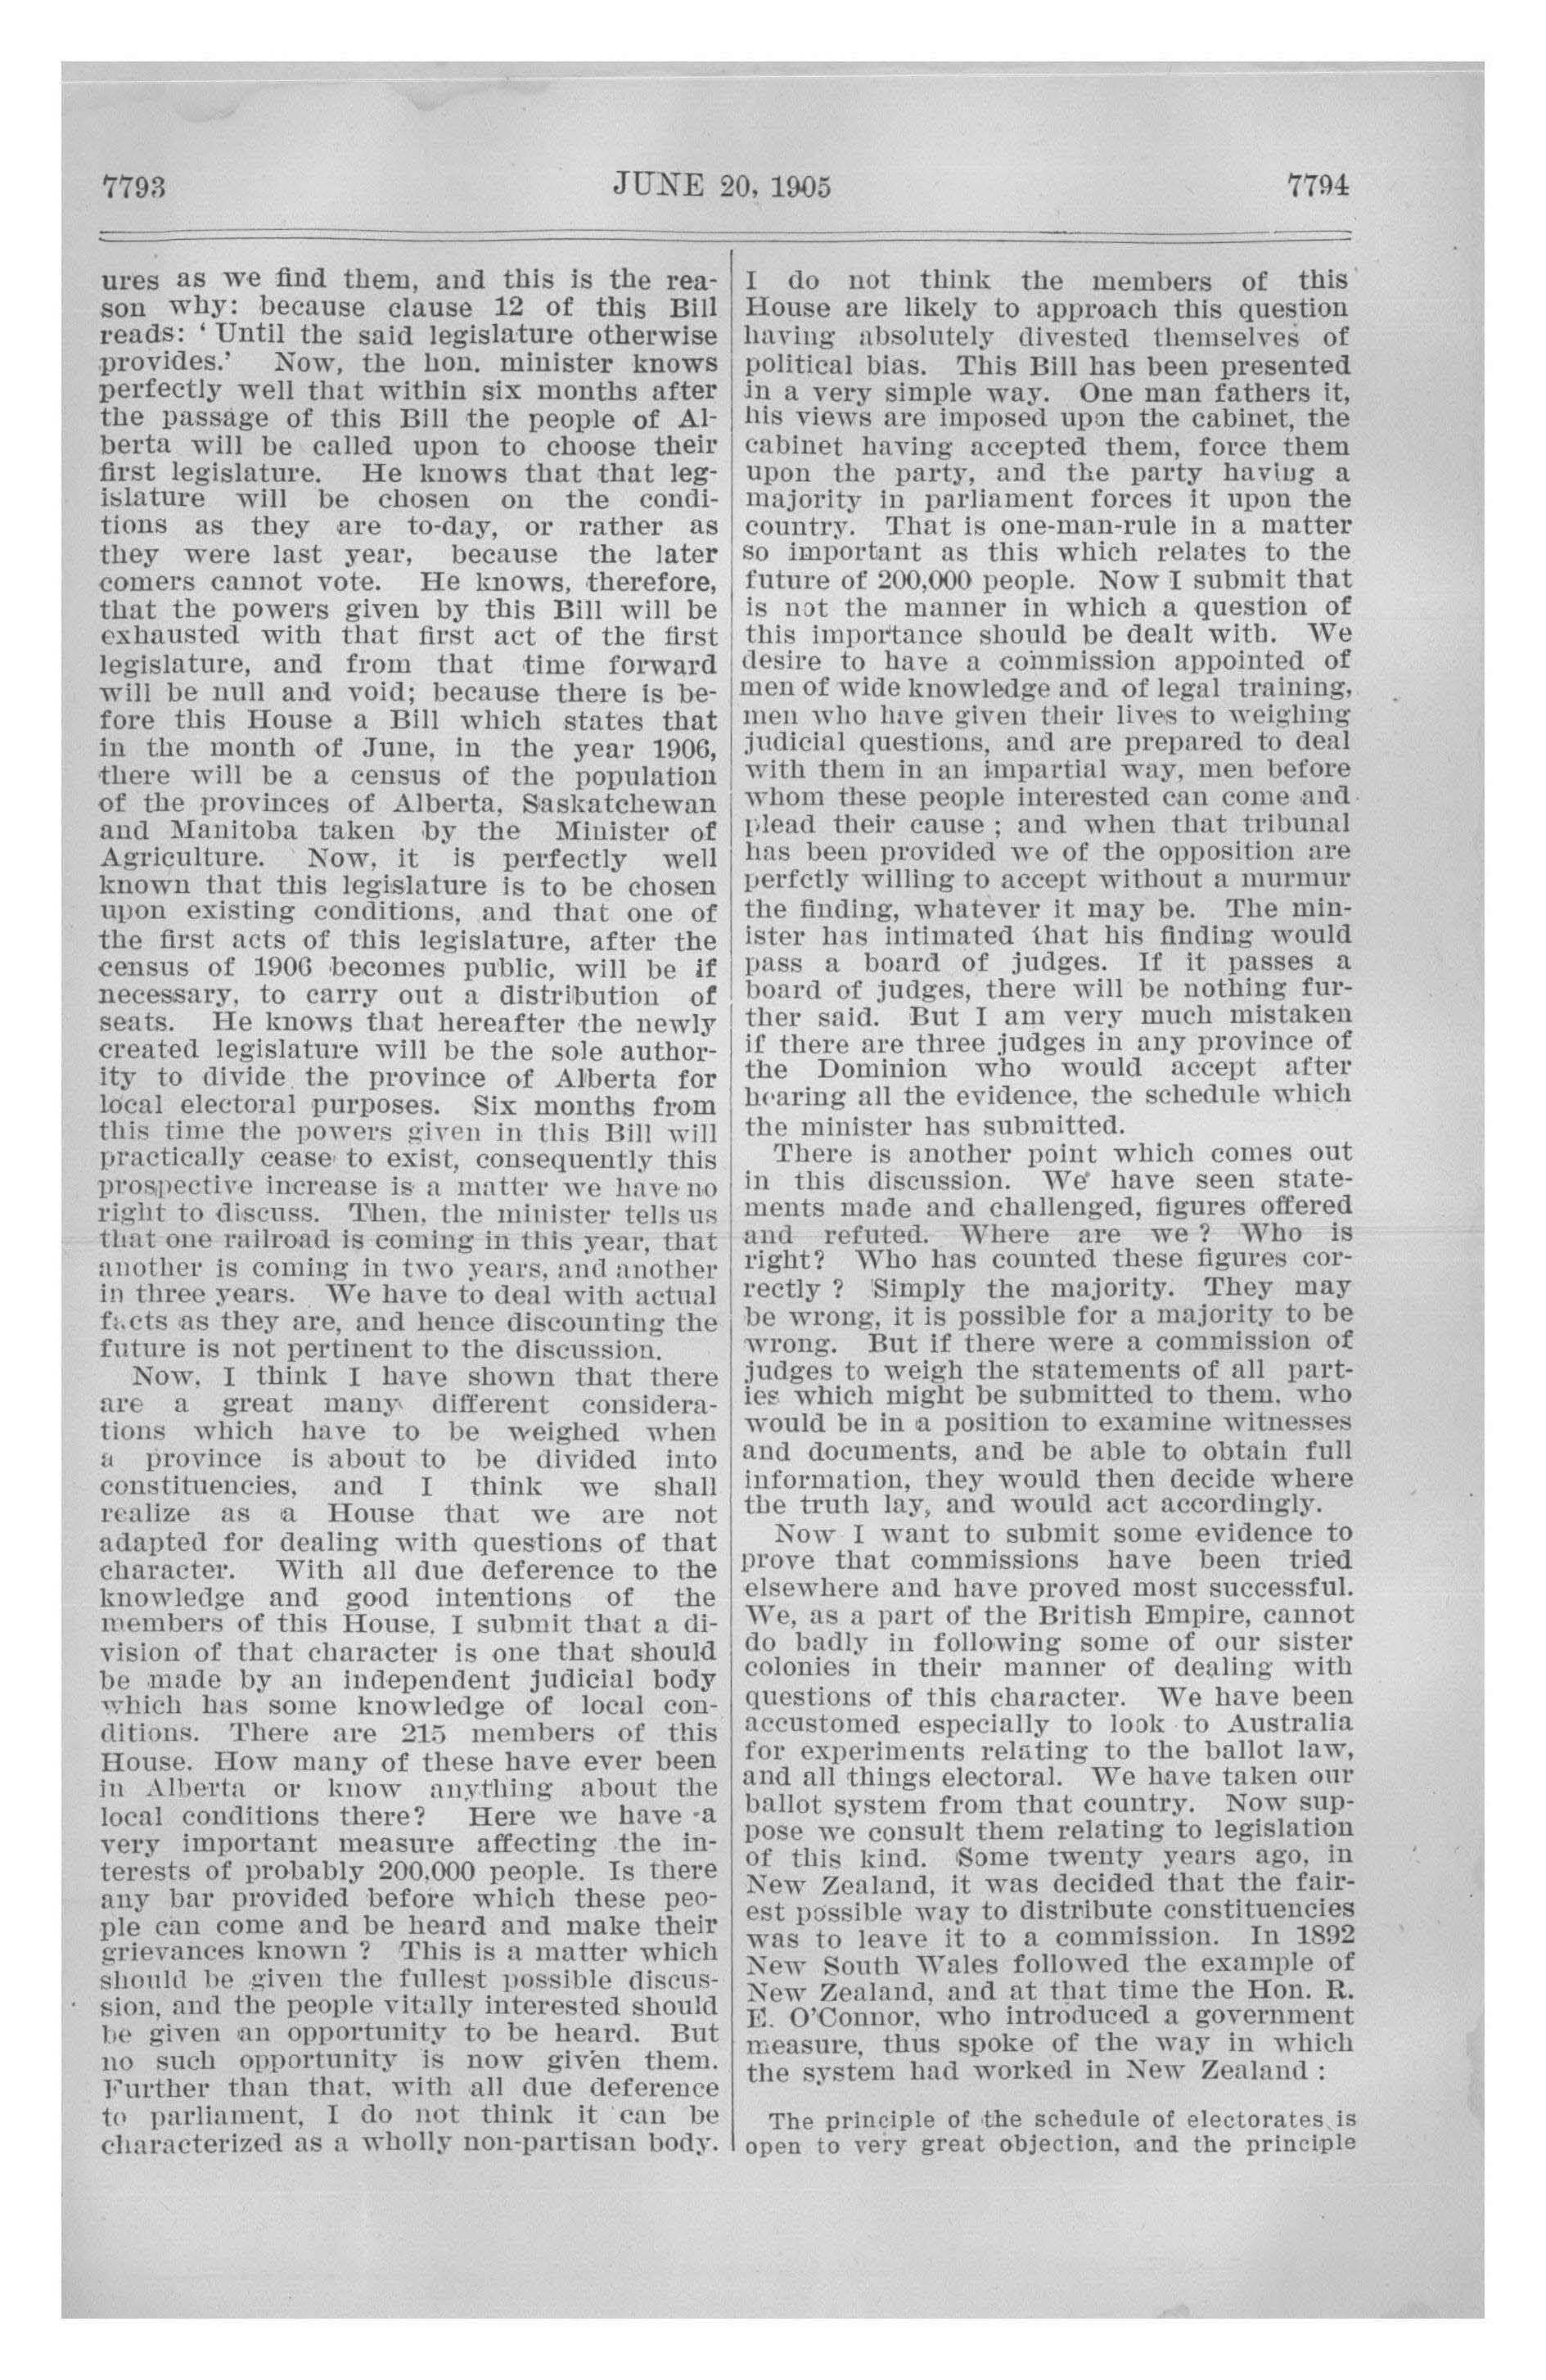 7793
JUNE 20, 1905
7794
ures as we find them, and this is the rea-
son why: because clause 12 of this Bill
reads: ‘ Until the said legislature otherwise
provides.’ Now, the hon. minister knows
perfectly well that within six months after
the passage of this Bill the people of Al-
berta will be called upon to choose their
first legislature. He knows that that leg-
islature will be chosen on the condi-
tions as they are to-day, or rather as
they were last year, because the later
comers cannot vote. He knows, therefore,
that the powers given by this Bill will be
exhausted with that first act of the first
legislature, and from that time forward
will be null and void; because there is be-
fore this House a Bill which states that
in the month of June, in the year 1906,
there will be a census of the population
of the provinces of Alberta, Saskatchewan
and Manitoba taken by the Minister of
Agriculture. Now, it is perfectly well
known that this legislature is to be chosen
upon existing conditions, and that one of
the first acts of this legislature, after the
census of 1906 becomes public, will be if
necessary, to carry out a distribution of
seats. He knows that hereafter the newly
created legislature will be the sole author-
ity to divide the province of Alberta for
local electoral purposes. Six months from
this time the powers given in this Bill will
practically cease to exist, consequently this
prospective increase is a matter we have no
right to discuss. Then, the minister tells us
that one railroad is coming in this year, that
another is coming in two years, and another
in three years. We have to deal with actual
facts as they are, and hence discounting the
future is not pertinent to the discussion.
Now, I think I have shown that there
are a great many different considera-
tions which have to be weighed when
a province is about to be divided into
constituencies, and I think we shall
realize as a House that we are not
adapted for dealing with questions of that
character. With all due deference to the
knowledge and good intentions of the
members of this House, I submit that a di-
vision of that character is one that should
be made by an independent judicial body
which has some knowledge of local con-
ditions. There are 215 members of this
House. How many of these have ever been
in Alberta or know anything about the
local conditions there? Here we have a
very important measure affecting the in-
terests of probably 200,000 people. Is there
any bar provided before which these peo-
ple can come and be heard and make their
grievances known ? This is a matter which
should be given the fullest possible discus-
sion, and the people vitally interested should
be given an opportunity to be heard. But
no such opportunity is now given them.
Further than that, with all due deference
to parliament, I do not think it can be
characterized as a wholly non-partisan body.
I do not think the members of this
House are likely to approach this question
having absolutely divested themselves of
political bias. This Bill has been presented
in a very simple way. One man fathers it,
his views are imposed upon the cabinet, the
cabinet having accepted them, force them
upon the party, and the party having a
majority in parliament forces it upon the
country. That is one-man-rule in a matter
so important as this which relates to the
future of 200,000 people. Now I submit that
is not the manner in which a question of
this importance should be dealt with. We
desire to have a commission appointed of
men of wide knowledge and of legal training,
men who have given their lives to weighing
judicial questions, and are prepared to deal
with them in an impartial way, men before
whom these people interested can come and
plead their cause ; and when that tribunal
has been provided we of the opposition are
perfctly willing to accept without a murmur
the finding, whatever it may be. The min-
ister has intimated that his finding would
pass a board of judges. If it passes a
board of judges, there will be nothing fur-
ther said. But I am very much mistaken
if there are three judges in any province of
the Dominion who would accept after
hearing all the evidence, the schedule which
the minister has submitted.
There is another point which comes out
in this discussion. We have seen state-
ments made and challenged, figures offered
and refuted. Where are we ? Who is
right? Who has counted these figures cor-
rectly ? Simply the majority. They may
be wrong, it is possible for a majority to be
wrong. But if there were a commission of
judges to weigh the statements of all part-
ies which might be submitted to them, who
would be in a position to examine witnesses
and documents, and be able to obtain full
information, they would then decide where
the truth lay, and would act accordingly.
Now I want to submit some evidence to
prove that commissions have been tried
elsewhere and have proved most successful.
We, as a part of the British Empire, cannot
do badly in following some of our sister
colonies in their manner of dealing with
questions of this character. We have been
accustomed especially to look to Australia
for experiments relating to the ballot law,
and all things electoral. We have taken our
ballot system from that country. Now sup-
pose we consult them relating to legislation
of this kind. Some twenty years ago, in
New Zealand, it was decided that the fair-
est possible way to distribute constituencies
was to leave it to a commission. In 1892
New South Wales followed the example of
New Zealand, and at that time the Hon. R.
E. O'Connor, who introduced a government
measure, thus spoke of the way in which
the system had worked in New Zealand :
The principle of the schedule of electorates is
open to very great objection, and the principle